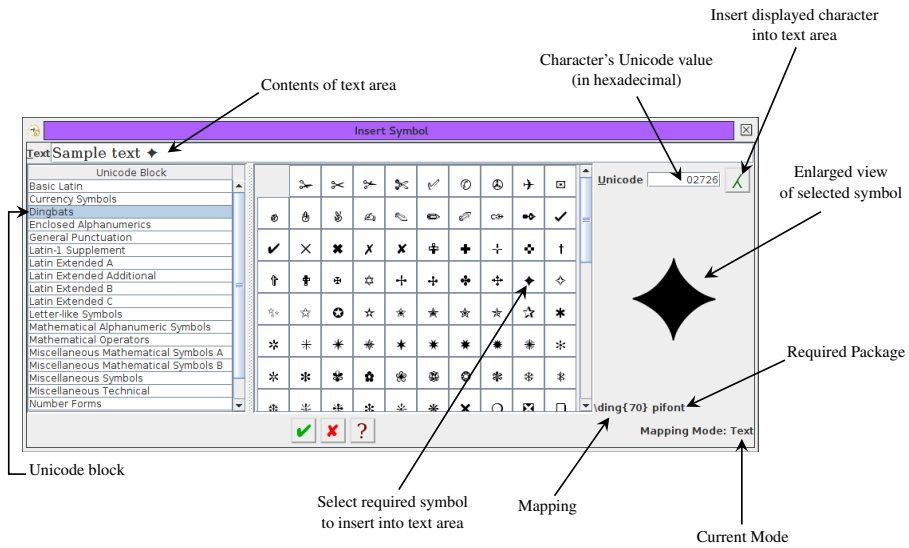 Insert displayed character
into text area
Character's Unicode value
(in hexadecimal)
Contents of text area
Insert Symbol
Text Sample text ✦
Unicode Block
Basic Latin
Currency Symbols
Dingbats
Enclosed Alphanumerics
General Punctuation
Latin-1 Supplement
Latin Extended A
Latin Extended Additional
Latin Extended B
Latin Extended C
Letter-like Symbols
Mathematical Alphanumeric Symbols
Mathematical Operators
Miscellaneous Mathematical Symbols A
Miscellaneous Mathematical Symbols B
Miscellaneous Symbols
Miscellaneous Technical
Number Forms
Unicode 02726
Enlarged view
of selected symbol
Required Package
\ding{70} pifont
Mapping Mode: Text
?
Unicode block
Select required symbol
to insert into text area
Mapping
Current Mode